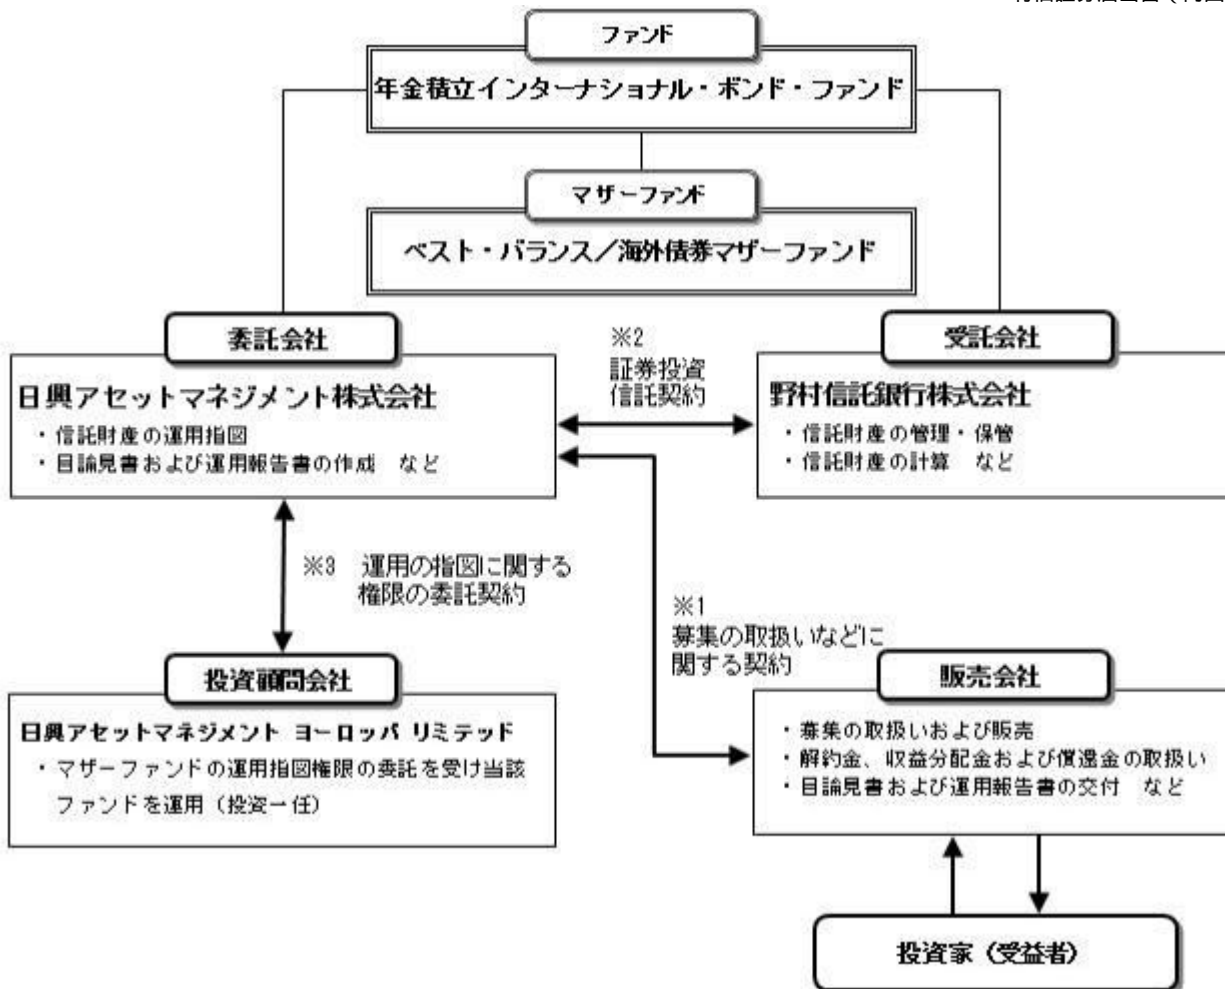 ファンド
年金積立インターナショナル・ボンド・ファンド
マザーファンド
ベスト・バランス／海外債券マザーファンド
委託会社
日興アセットマネジメント株式会社
・信託財産の運用指図
・目論見書および運用報告書の作成　など
※2
証券投資
信託契約
受託会社
野村信託銀行株式会社
・信託財産の管理・保管
・信託財産の計算　など
※3　運用の指図に関する
権限の委託契約
※1
募集の取扱いなどに
関する契約
投資顧問会社
日興アセットマネジメント ヨーロッパ リミテッド
・マザーファンドの運用指図権限の委託を受け当該
ファンドを運用（投資一任）
販売会社
・募集の取扱いおよび販売
・解約金、収益分配金および償還金の取扱い
・目論見書および運用報告書の交付　など
投資家（受益者）